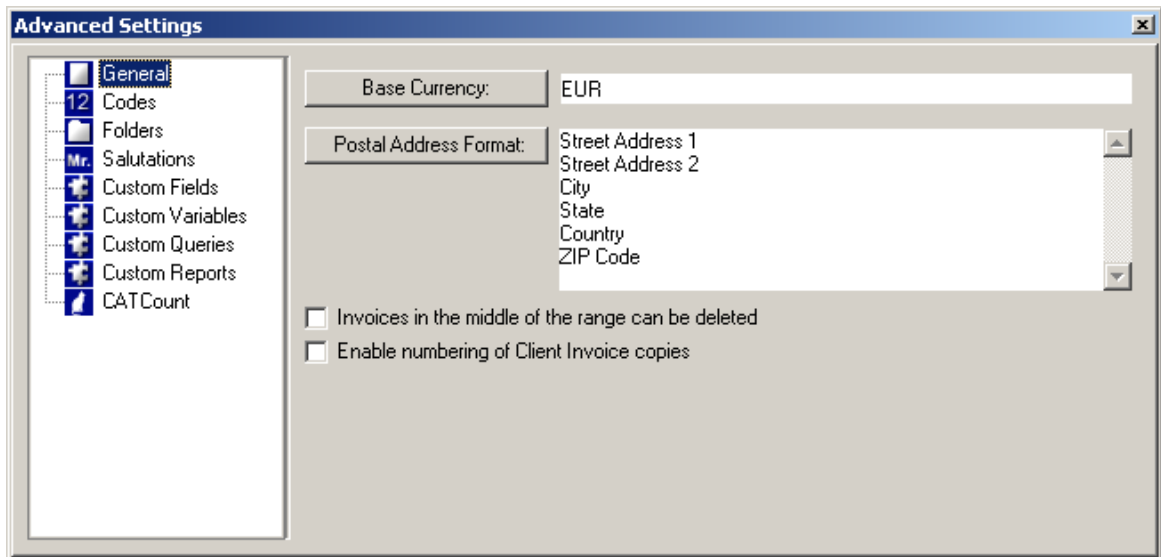 Advanced Settings
General
12 Codes
Folders
Mr. Salutations
Custom Fields
Custom Variables
Custom Queries
Custom Reports
CATCount
Base Currency: EUR
Postal Address Format: Street Address 1
Street Address 2
City
State
Country
ZIP Code
Invoices in the middle of the range can be deleted
Enable numbering of Client Invoice copies